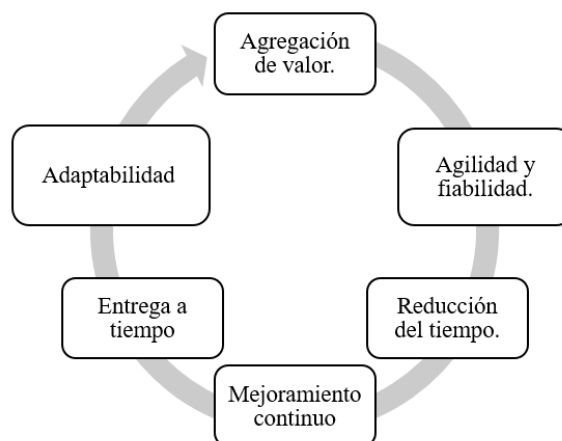 Agregación
de valor.
Agilidad y
fiabilidad.
Reducción
del tiempo.
Mejoramiento
continuo
Entrega a
tiempo
Adaptabilidad